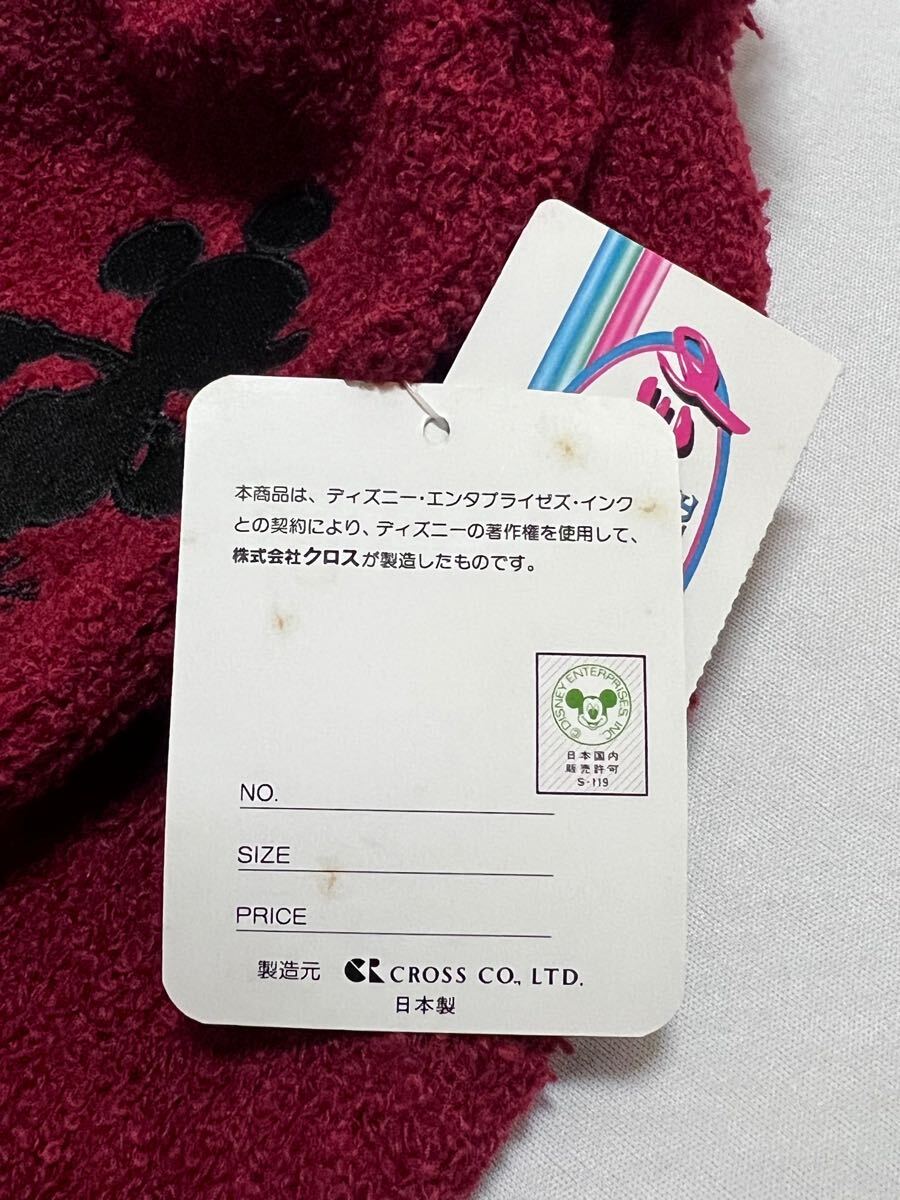 本商品は、ディズニー・エンタプライゼズ・インク
との契約により、ディズニーの著作権を使用して、
株式会社クロスが製造したものです。
©DISNEY ENTERPRISES INC
日本国内
販売許可
S-119
NO.
SIZE
PRICE
製造元 CR CROSS CO., LTD.
日本製